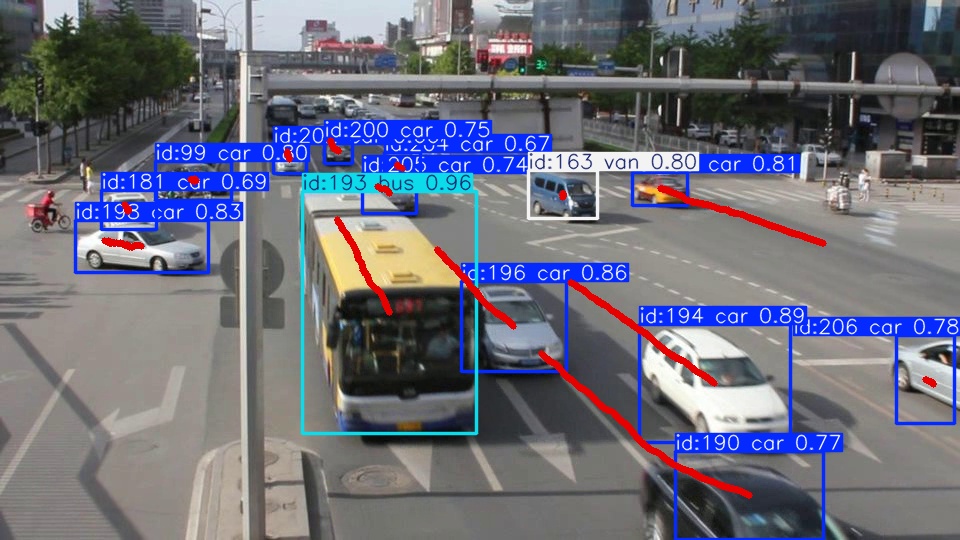 32
id:200 car 0.75
id:204 car 0.67
id:99 car 0.80
id:205 car 0.74
id:163 van 0.80
car 0.81
id:181 car 0.69
id:193 bus 0.96
id:198 car 0.83
id:196 car 0.86
id:194 car 0.89
id:206 car 0.78
id:190 car 0.77